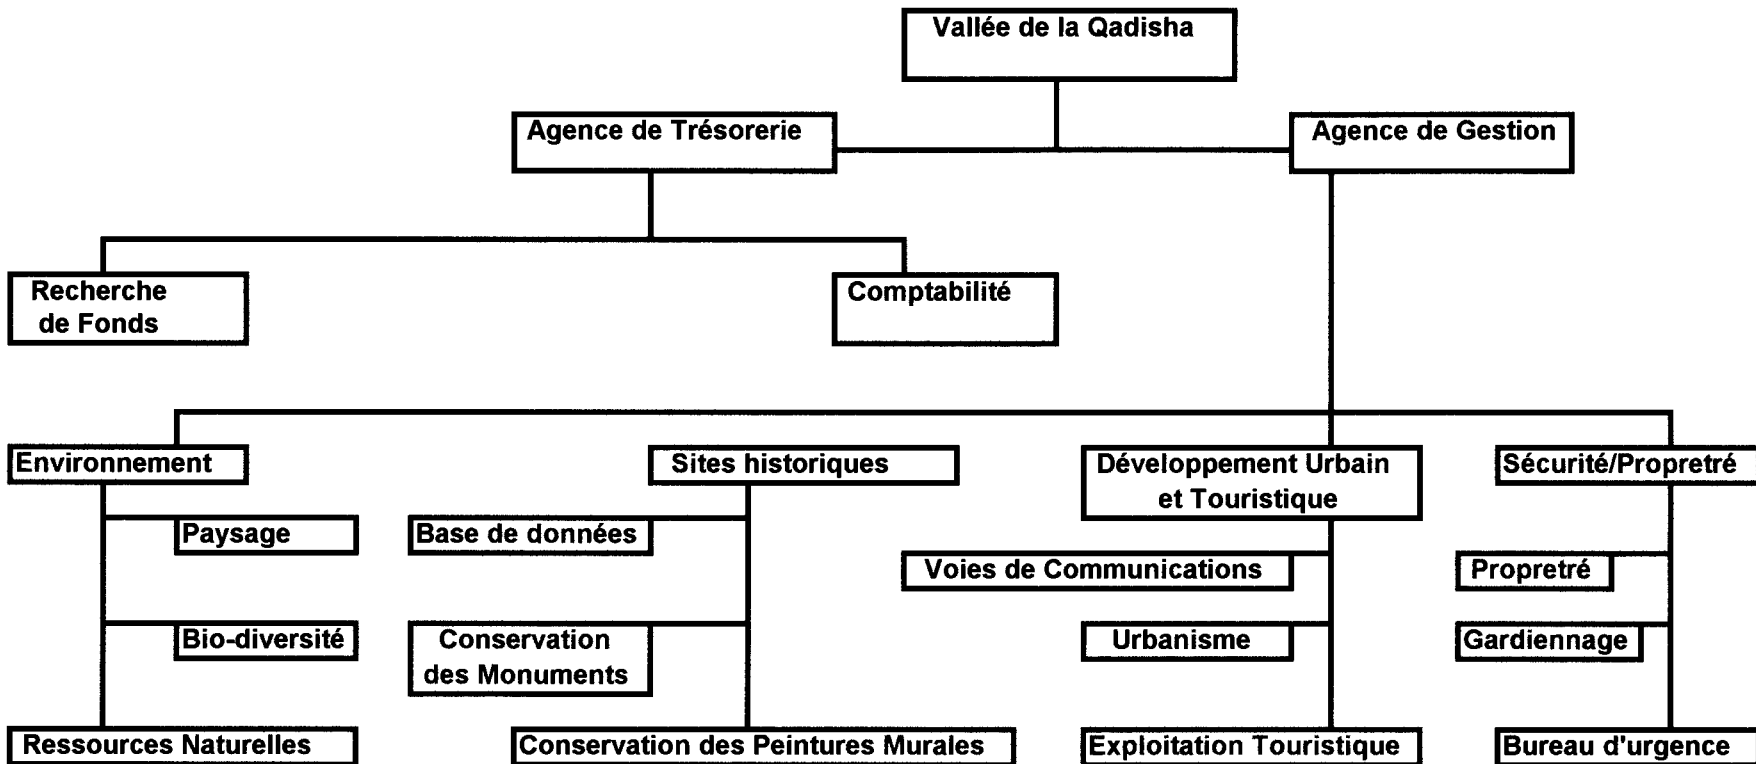 Vallée de la Qadisha
Agence de Trésorerie
Agence de Gestion
Recherche
de Fonds
Comptabilité
Environnement
Sites historiques
Développement Urbain
et Touristique
Sécurité/Propretré
Paysage
Base de données
Voies de Communications
Propretré
Bio-diversité
Conservation
des Monuments
Urbanisme
Gardiennage
Ressources Naturelles
Conservation des Peintures Murales
Exploitation Touristique
Bureau d'urgence